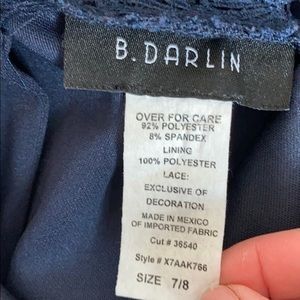 B.DARLIN
OVER FOR CARE
92% POLYESTER
8% SPANDEX
LINING
100% POLYESTER
LACE:
EXCLUSIVE OF
DECORATION
MADE IN MEXICO
OF IMPORTED FABRIC
Cut # 36540
Style # X7AAK766
SIZE 7/8